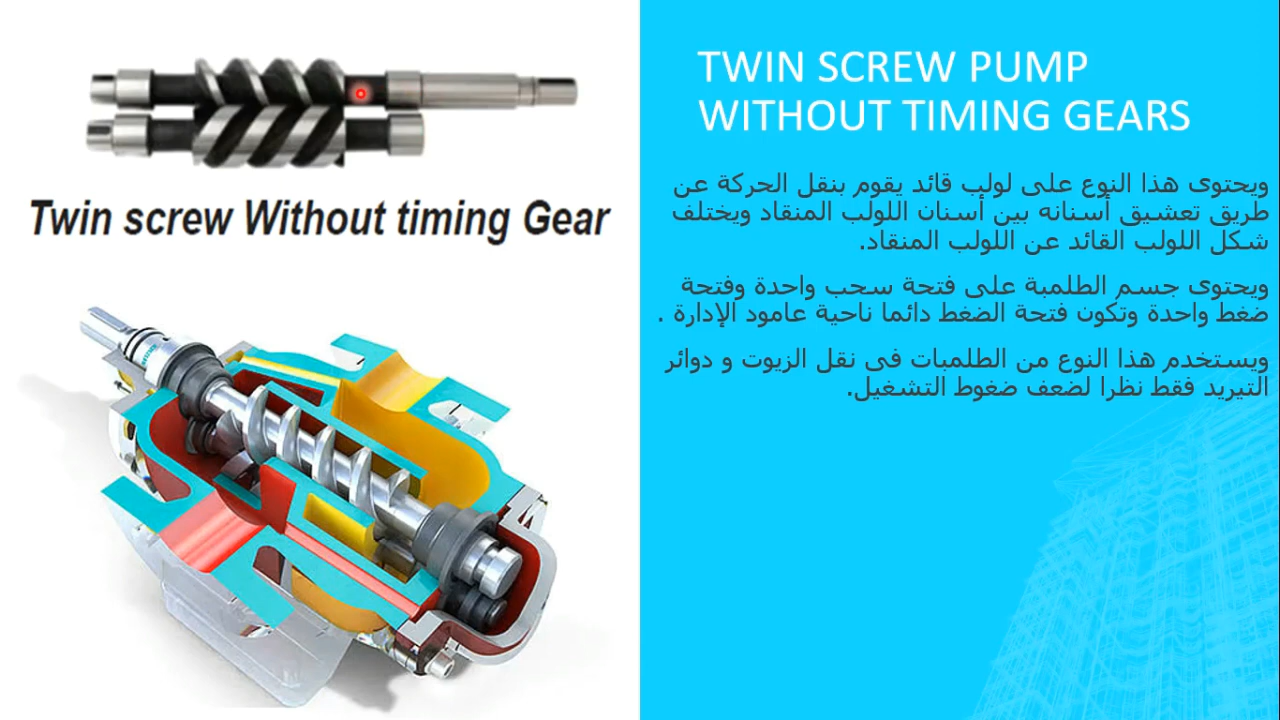 Twin screw Without timing Gear
TWIN SCREW PUMP
WITHOUT TIMING GEARS
ويحتوى هذا النوع على لولب قائد يقوم بنقل الحركة عن
طريق تعشيق أسنانه بين أسنان اللولب المنقاد ويختلف
شكل اللولب القائد عن اللولب المنقاد.
ويحتوى جسم الطلمبة على فتحة سحب واحدة وفتحة
ضغط واحدة وتكون فتحة الضغط دائما ناحية عامود الإدارة .
ويستخدم هذا النوع من الطلمبات فى نقل الزيوت و دوائر
التبريد فقط نظرا لضعف ضغوط التشغيل.